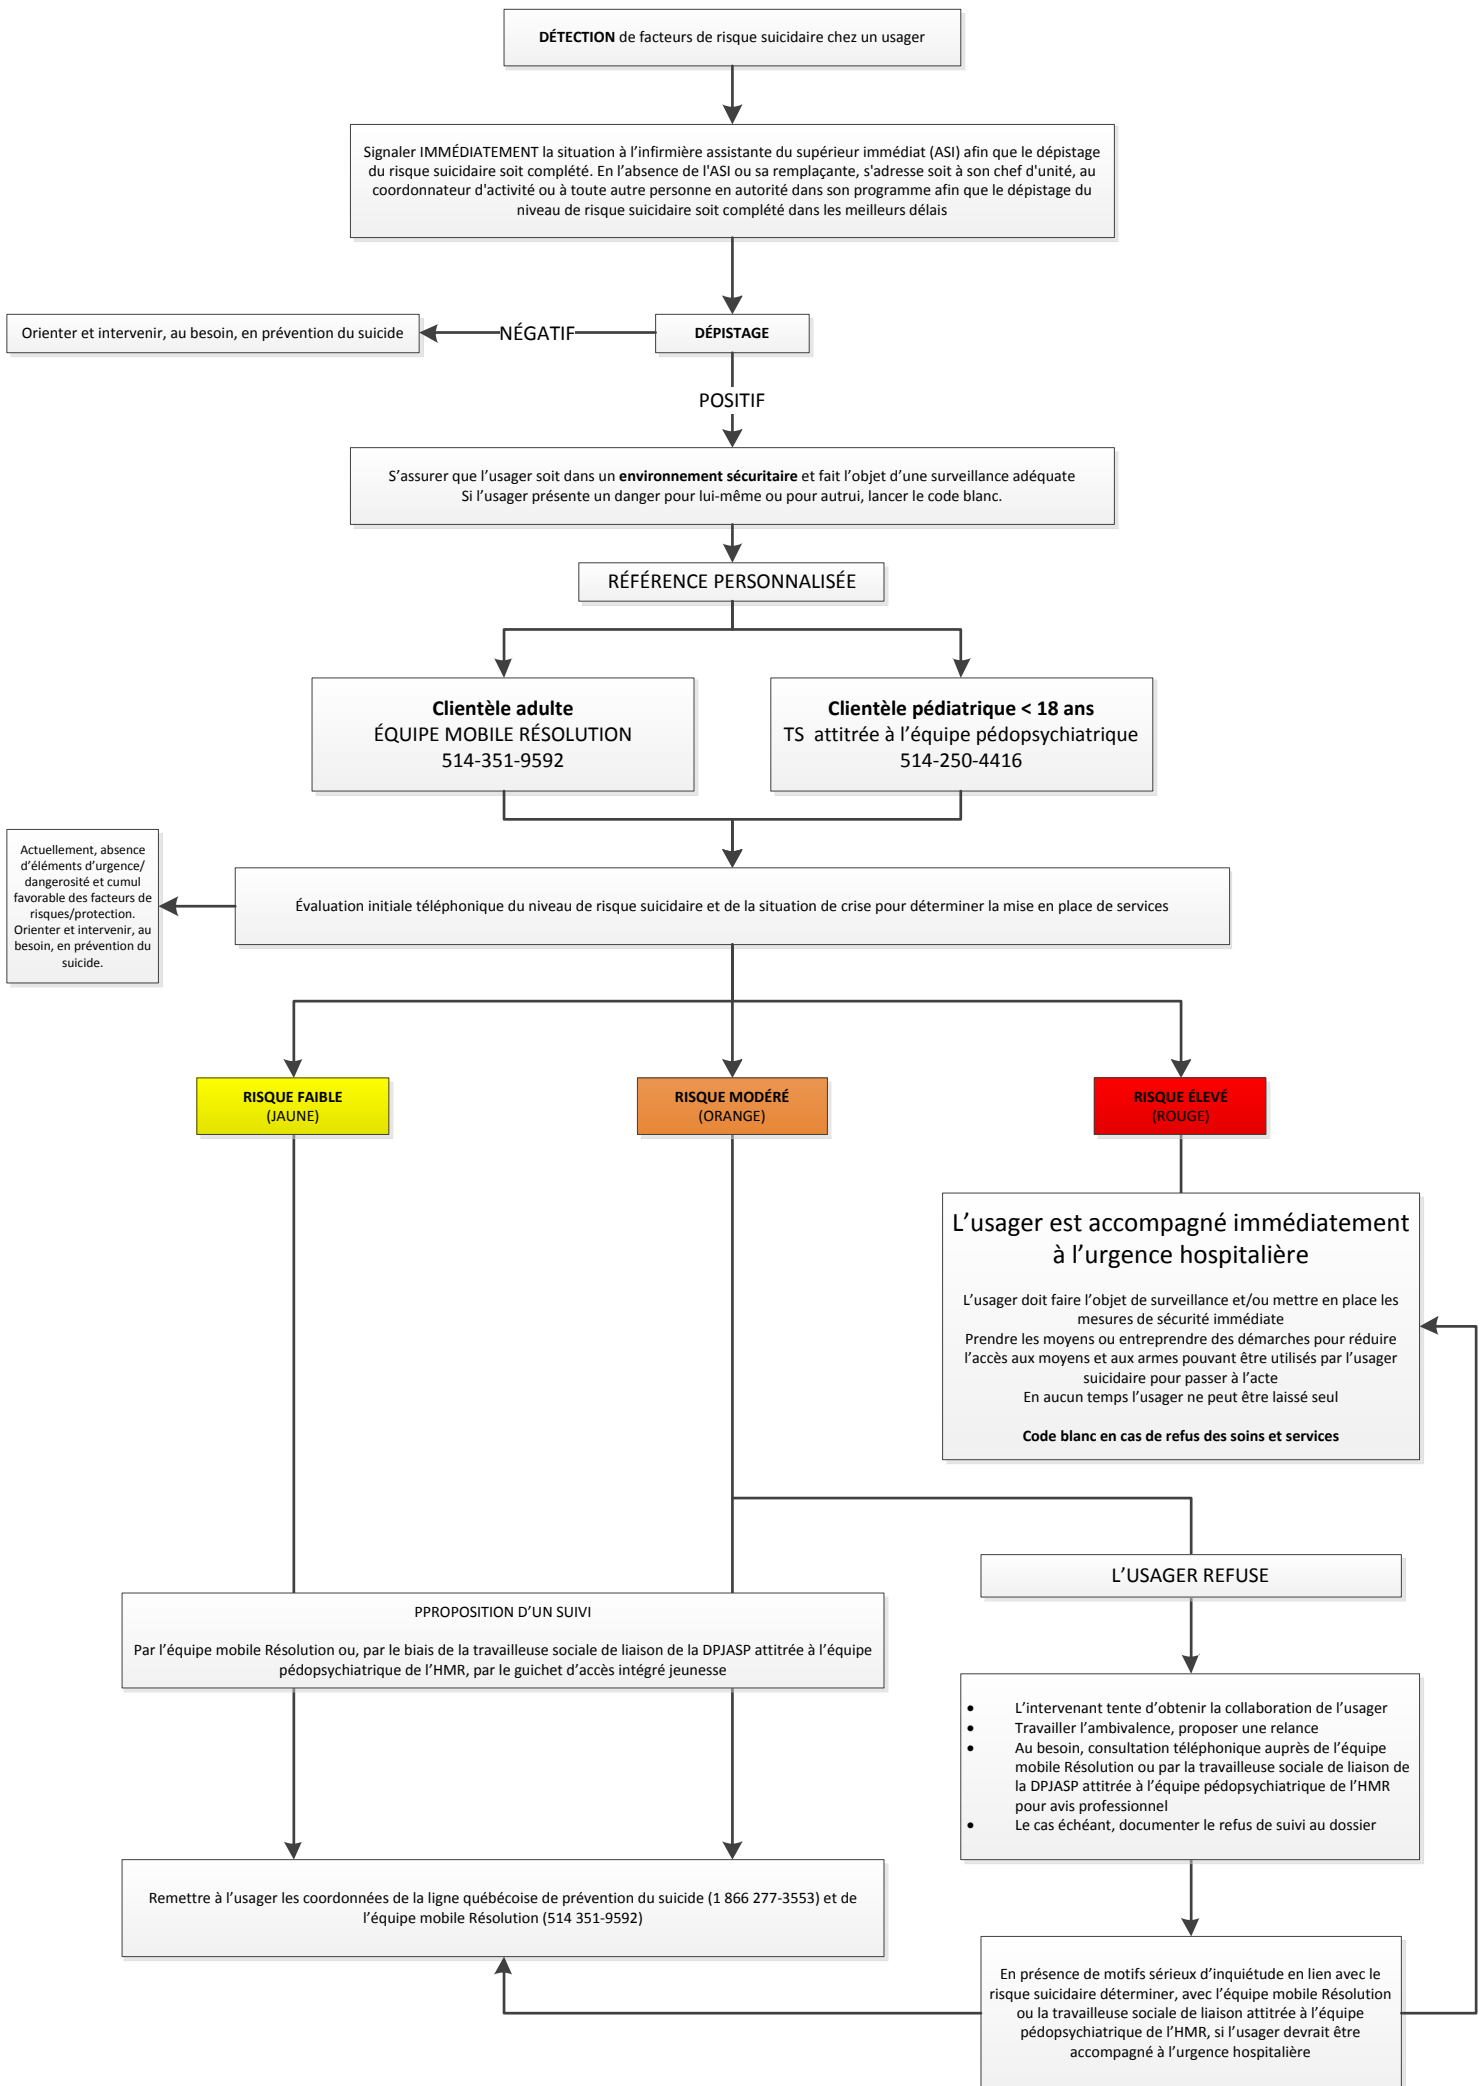 DÉTECTION de facteurs de risque suicidaire chez un usager
Signaler IMMÉDIATEMENT la situation à l’infirmière assistante du supérieur immédiat (ASI) afin que le dépistage
du risque suicidaire soit complété. En l’absence de l'ASI ou sa remplaçante, s'adresse soit à son chef d'unité, au
coordonnateur d'activité ou à toute autre personne en autorité dans son programme afin que le dépistage du
niveau de risque suicidaire soit complété dans les meilleurs délais
Orienter et intervenir, au besoin, en prévention du suicide
NÉGATIF
DÉPISTAGE
POSITIF
S’assurer que l’usager soit dans un environnement sécuritaire et fait l’objet d’une surveillance adéquate
Si l’usager présente un danger pour lui-même ou pour autrui, lancer le code blanc.
RÉFÉRENCE PERSONNALISÉE
Clientèle adulte
ÉQUIPE MOBILE RÉSOLUTION
514-351-9592
Clientèle pédiatrique < 18 ans
TS attitrée à l’équipe pédopsychiatrique
514-250-4416
Actuellement, absence
d’éléments d’urgence/
dangerosité et cumul
favorable des facteurs de
risques/protection.
Orienter et intervenir, au
besoin, en prévention du
suicide.
Évaluation initiale téléphonique du niveau de risque suicidaire et de la situation de crise pour déterminer la mise en place de services
RISQUE FAIBLE
(JAUNE)
RISQUE MODÉRÉ
(ORANGE)
RISQUE ÉLEVÉ
(ROUGE)
L’usager est accompagné immédiatement
à l’urgence hospitalière
L’usager doit faire l’objet de surveillance et/ou mettre en place les
mesures de sécurité immédiate
Prendre les moyens ou entreprendre des démarches pour réduire
l’accès aux moyens et aux armes pouvant être utilisés par l’usager
suicidaire pour passer à l’acte
En aucun temps l’usager ne peut être laissé seul
Code blanc en cas de refus des soins et services
L’USAGER REFUSE
PPROPOSITION D’UN SUIVI
Par l’équipe mobile Résolution ou, par le biais de la travailleuse sociale de liaison de la DPJASP attitrée à l’équipe
pédopsychiatrique de l’HMR, par le guichet d’accès intégré jeunesse
• L’intervenant tente d’obtenir la collaboration de l’usager
• Travailler l’ambivalence, proposer une relance
• Au besoin, consultation téléphonique auprès de l’équipe
mobile Résolution ou par la travailleuse sociale de liaison de
la DPJASP attitrée à l’équipe pédopsychiatrique de l’HMR
pour avis professionnel
• Le cas échéant, documenter le refus de suivi au dossier
Remettre à l’usager les coordonnées de la ligne québécoise de prévention du suicide (1 866 277-3553) et de
l’équipe mobile Résolution (514 351-9592)
En présence de motifs sérieux d’inquiétude en lien avec le
risque suicidaire déterminer, avec l’équipe mobile Résolution
ou la travailleuse sociale de liaison attitrée à l’équipe
pédopsychiatrique de l’HMR, si l’usager devrait être
accompagné à l’urgence hospitalière